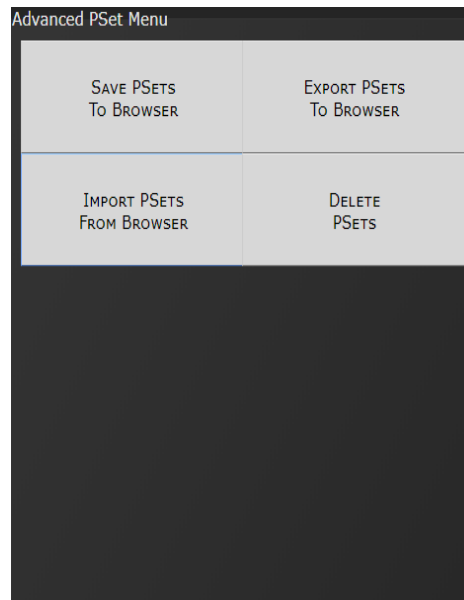 Advanced PSet Menu
Save PSets
To Browser
Export PSets
To Browser
Import PSets
From Browser
Delete
PSets